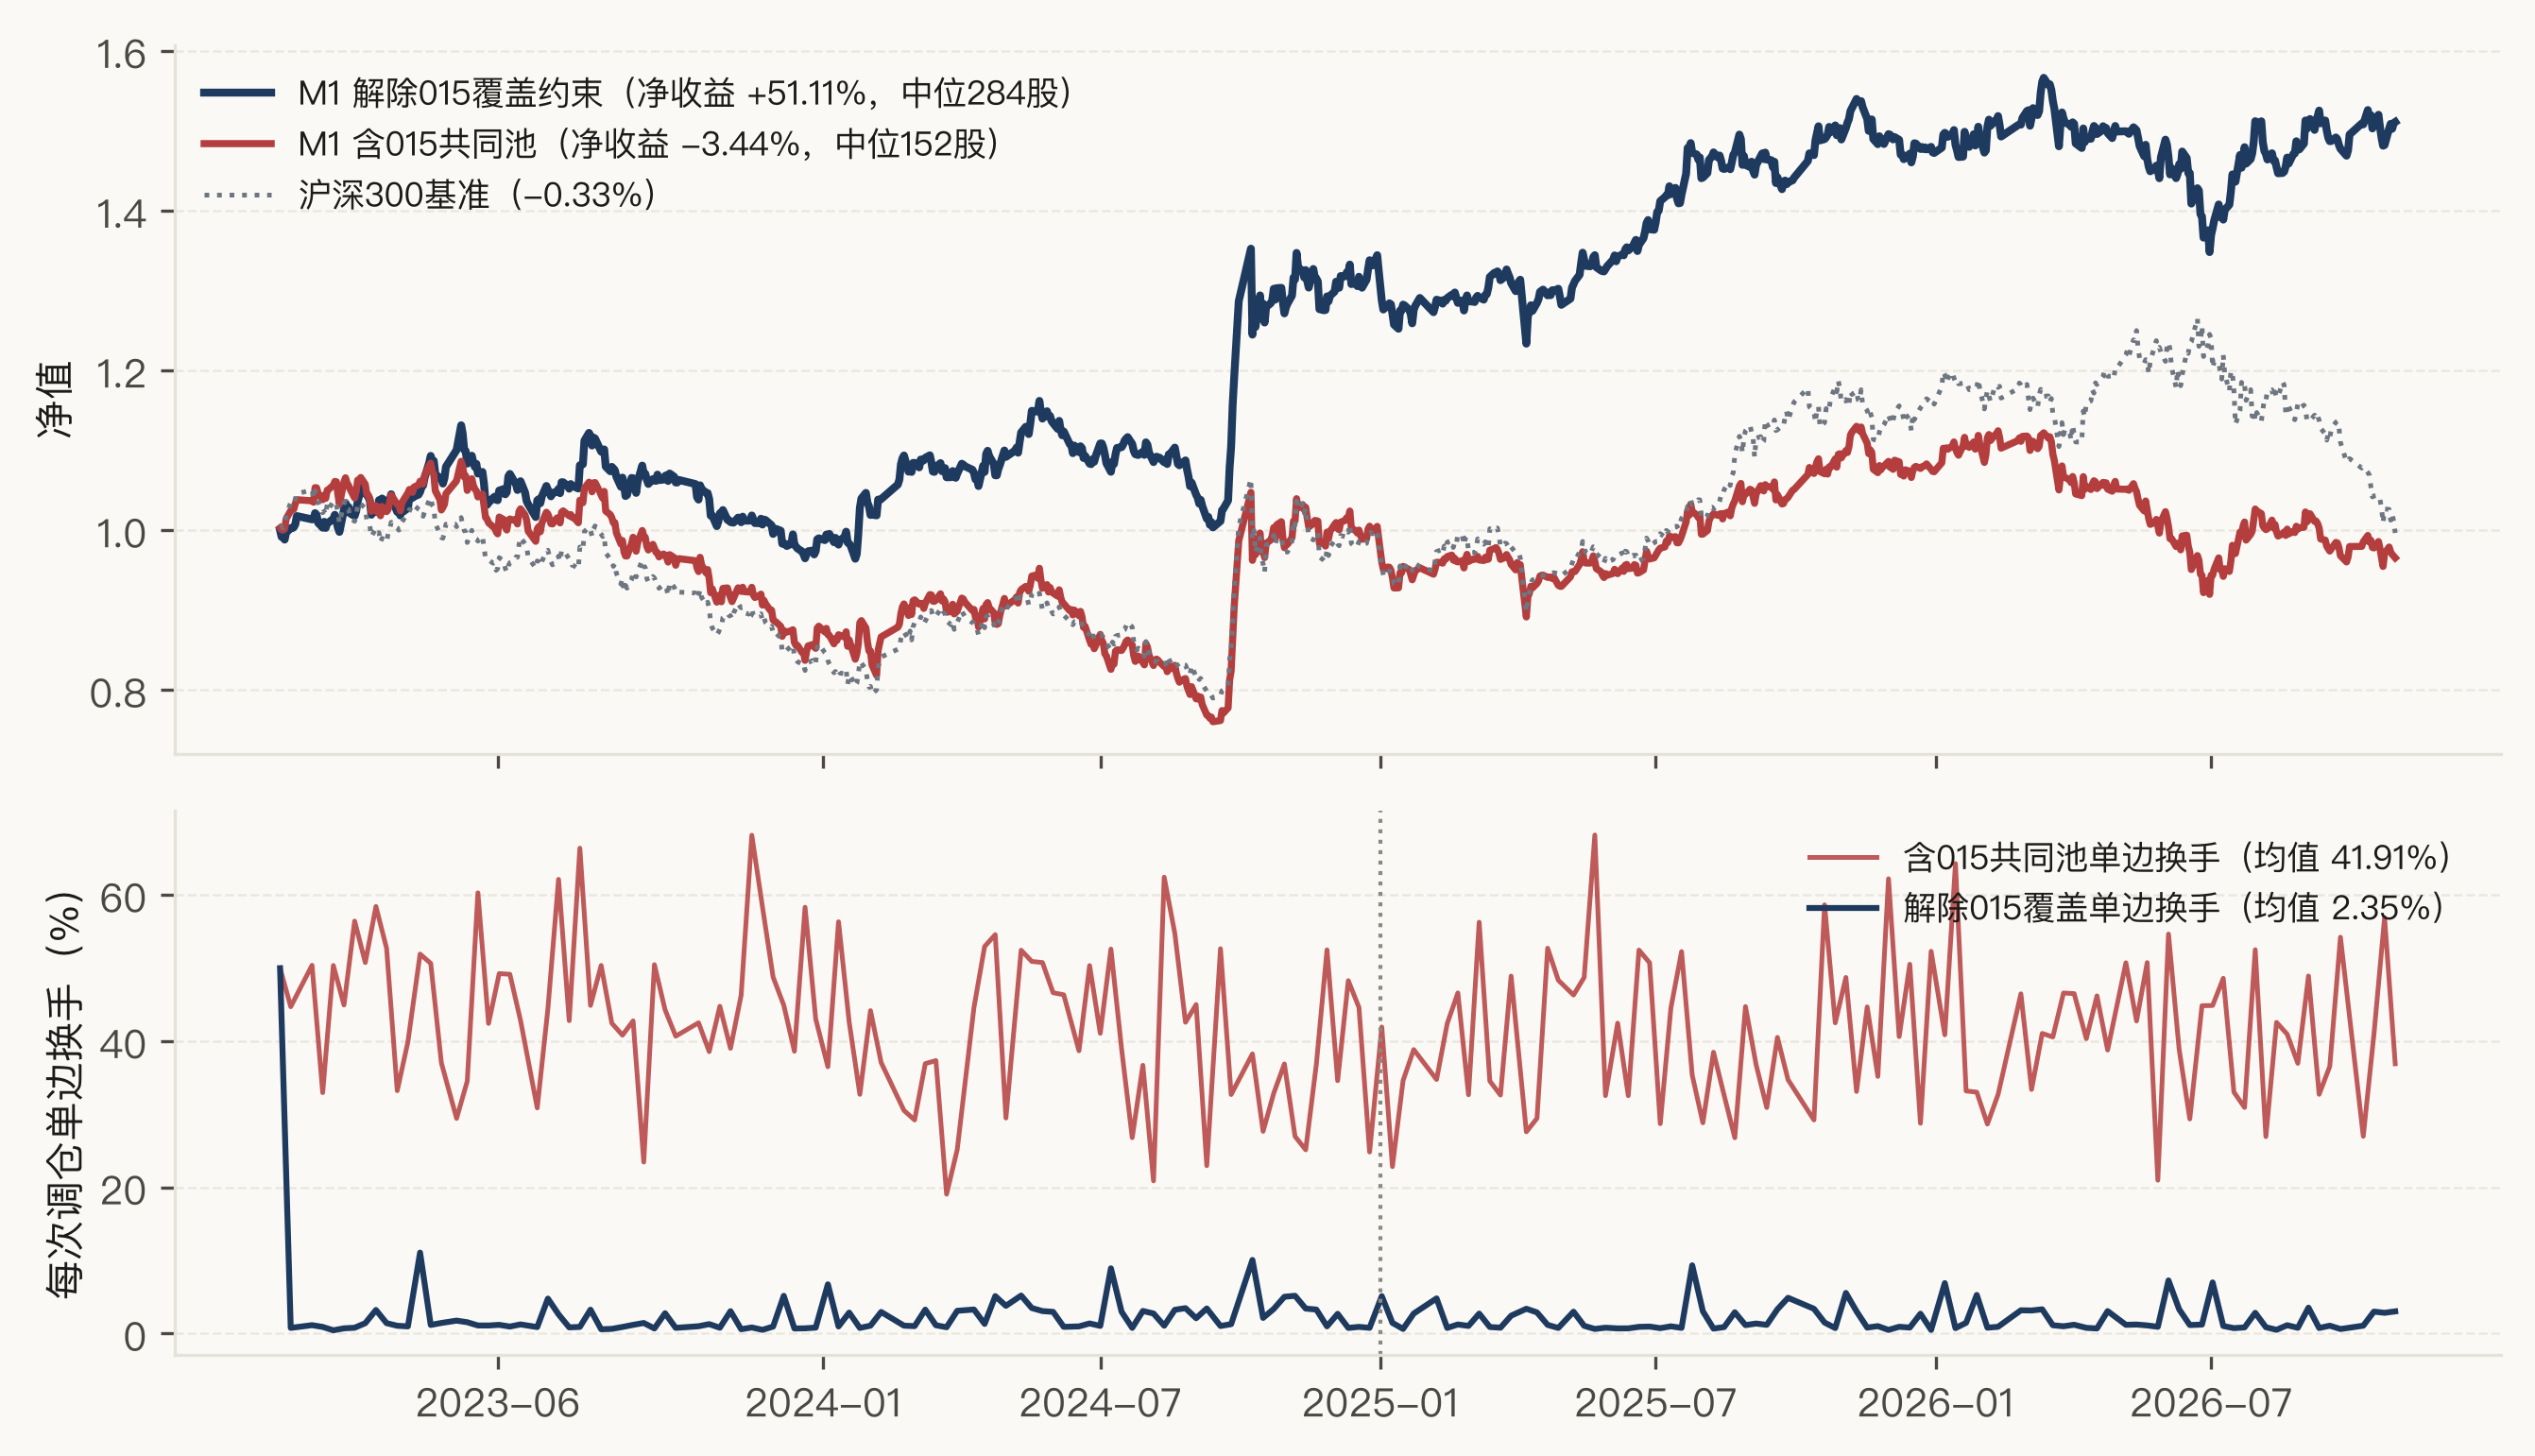 1.6
M1 解除015覆盖约束（净收益 +51.11%，中位284股）
M1 含015共同池（净收益 −3.44%，中位152股）
沪深300基准（−0.33%）
1.4
净值
1.2
1.0
0.8
含015共同池单边换手（均值 41.91%）
解除015覆盖单边换手（均值 2.35%）
每次调仓单边换手（%）
60
40
20
0
2023−06
2024−01
2024−07
2025−01
2025−07
2026−01
2026−07